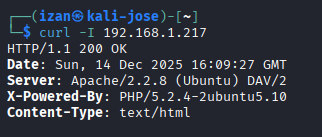 ┌──(izan㉿kali-jose)-[~]
└─$ curl -I 192.168.1.217
HTTP/1.1 200 OK
Date: Sun, 14 Dec 2025 16:09:27 GMT
Server: Apache/2.2.8 (Ubuntu) DAV/2
X-Powered-By: PHP/5.2.4-2ubuntu5.10
Content-Type: text/html